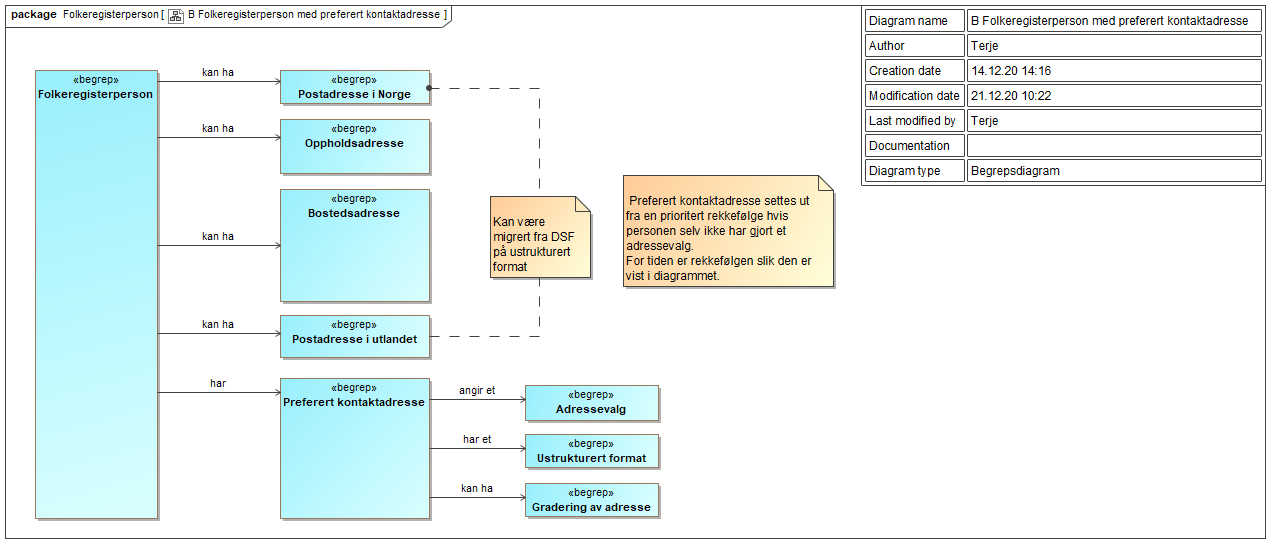 package Folkeregisterperson [ B Folkeregisterperson med preferert kontaktadresse ]
Diagram name B Folkeregisterperson med preferert kontaktadresse
Author Terje
Creation date 14.12.20 14:16
Modification date 21.12.20 10:22
Last modified by Terje
Documentation
Diagram type Begrepsdiagram
«begrep»
Folkeregisterperson
kan ha
«begrep»
Postadresse i Norge
kan ha
«begrep»
Oppholdsadresse
kan ha
«begrep»
Bostedsadresse
kan ha
«begrep»
Postadresse i utlandet
har
«begrep»
Preferert kontaktadresse
Kan være
migrert fra DSF
på ustrukturert
format
Preferert kontaktadresse settes ut
fra en prioritert rekkefølge hvis
personen selv ikke har gjort et
adressevalg.
For tiden er rekkefølgen slik den er
vist i diagrammet.
angir et
«begrep»
Adressevalg
har et
«begrep»
Ustrukturert format
kan ha
«begrep»
Gradering av adresse